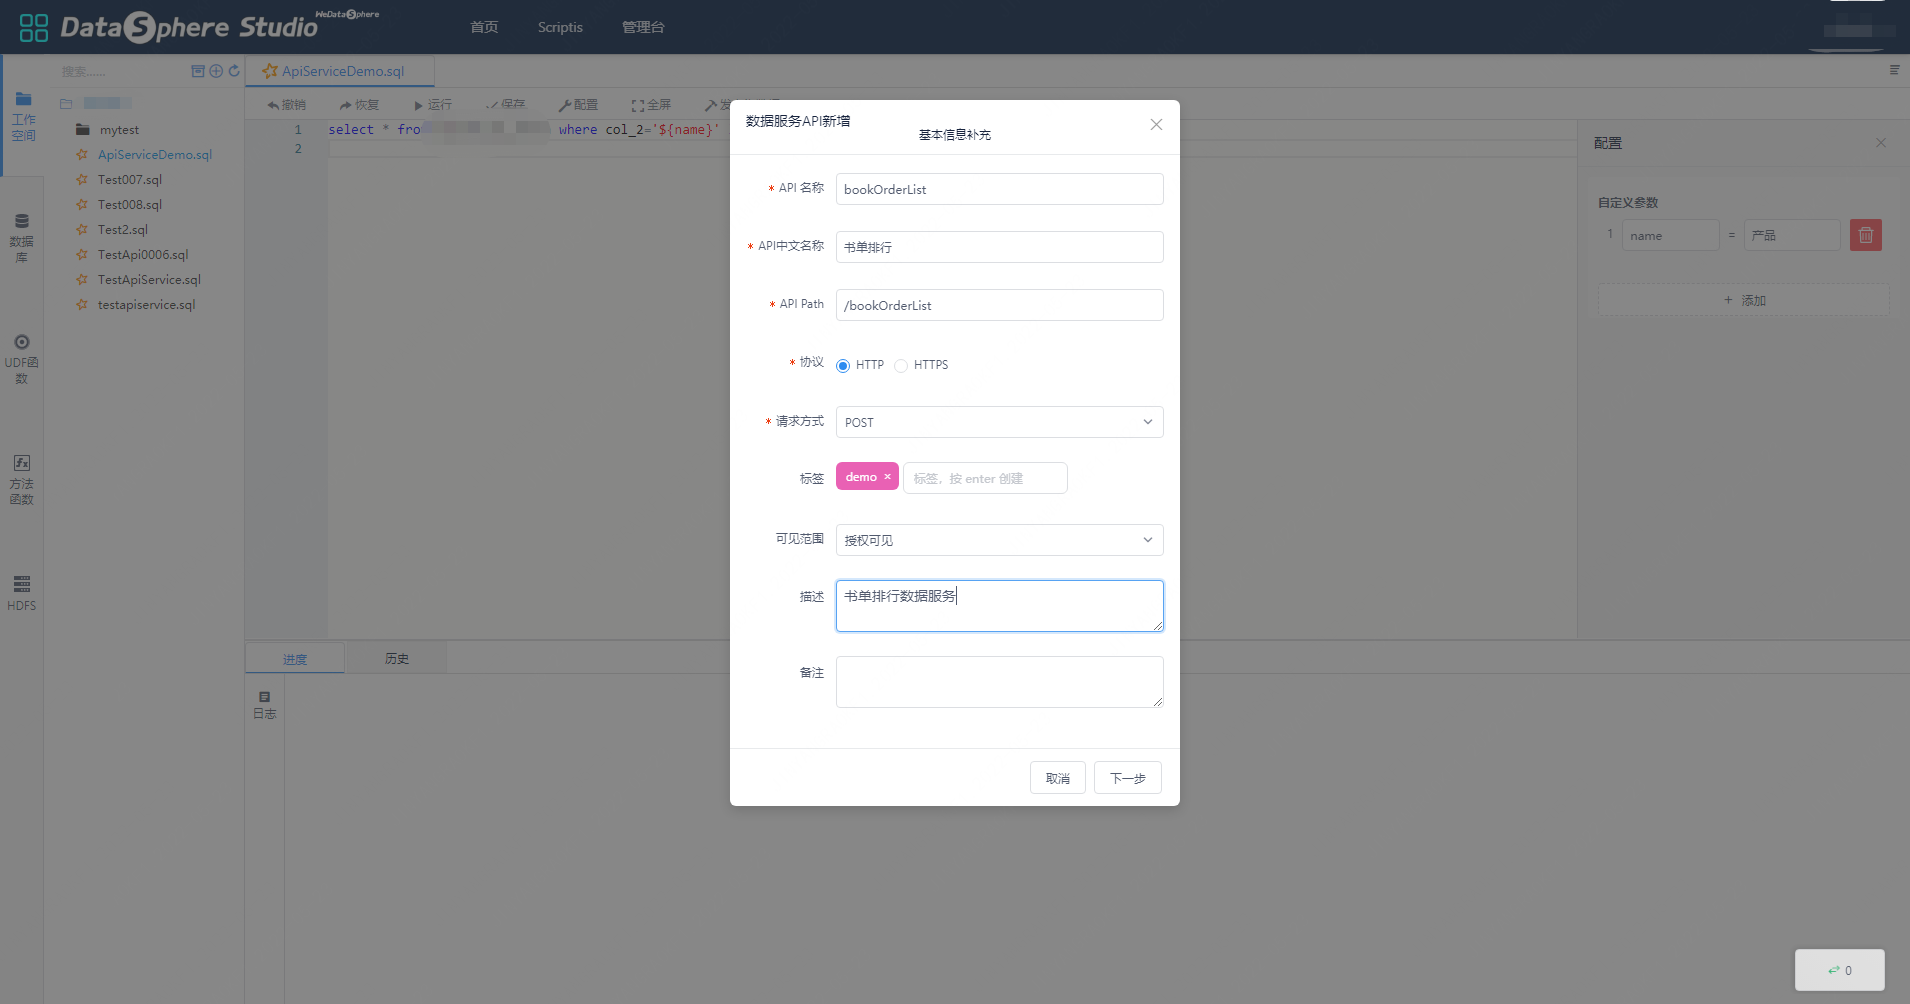 DataSphere Studio
WeDataSphere
首页
Scriptis
管理台
搜索......
ApiServiceDemo.sql
工作空间
数据库
UDF函数
方法函数
HDFS
mytest
ApiServiceDemo.sql
Test007.sql
Test008.sql
Test2.sql
TestApi0006.sql
TestApiService.sql
testapiservice.sql
撤销
恢复
运行
保存
配置
全屏
1 select * fro where col_2='${name}'
2
数据服务API新增
基本信息补充
* API 名称 bookOrderList
* API中文名称 书单排行
* API Path /bookOrderList
* 协议 HTTP HTTPS
* 请求方式 POST
标签 demo × 标签，按 enter 创建
可见范围 授权可见
描述 书单排行数据服务
备注
取消 下一步
配置
自定义参数
1 name = 产品
+ 添加
进度
历史
日志
0